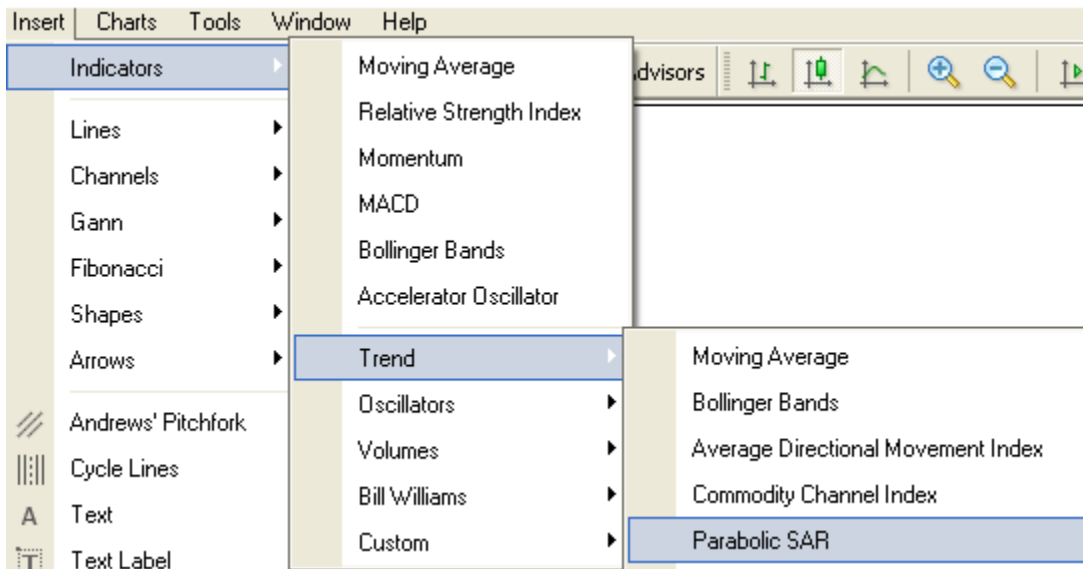 Insert Charts Tools Window Help
Indicators
Lines
Channels
Gann
Fibonacci
Shapes
Arrows
Andrews' Pitchfork
Cycle Lines
A Text
T Text Label
Moving Average
Relative Strength Index
Momentum
MACD
Bollinger Bands
Accelerator Oscillator
Trend
Oscillators
Volumes
Bill Williams
Custom
dvisors
Moving Average
Bollinger Bands
Average Directional Movement Index
Commodity Channel Index
Parabolic SAR